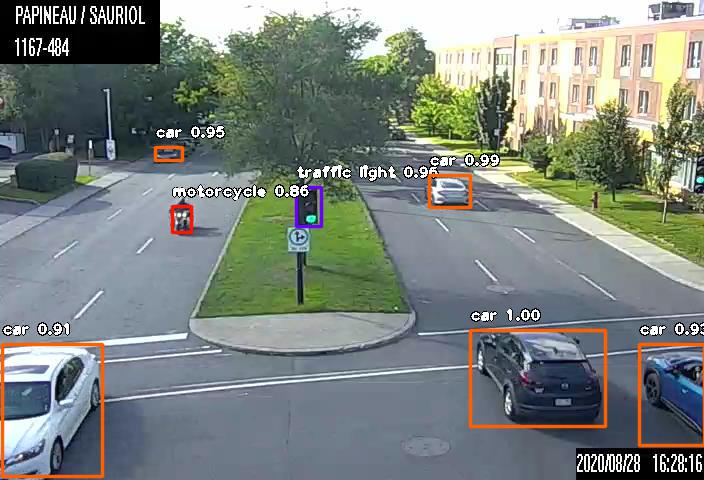 PAPINEAU / SAURIOL
1167-484
car 0.95
traffic light 0.96
car 0.99
motorcycle 0.86
car 1.00
car 0.91
car 0.93
2020/08/28 16:28:16